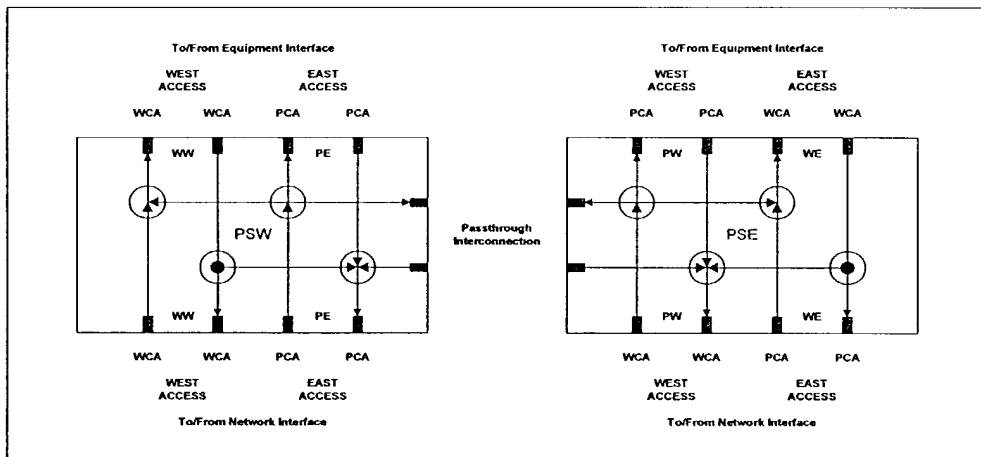 To/From Equipment Interface
WEST ACCESS
EAST ACCESS
WCA WCA PCA PCA
WW PE
PSW
WW PE
WCA WCA PCA PCA
WEST ACCESS
EAST ACCESS
To/From Network Interface
Passthrough
Interconnection
To/From Equipment Interface
WEST ACCESS
EAST ACCESS
PCA PCA WCA WCA
PW WE
PSE
PW WE
WCA WCA PCA PCA
WEST ACCESS
EAST ACCESS
To/From Network Interface